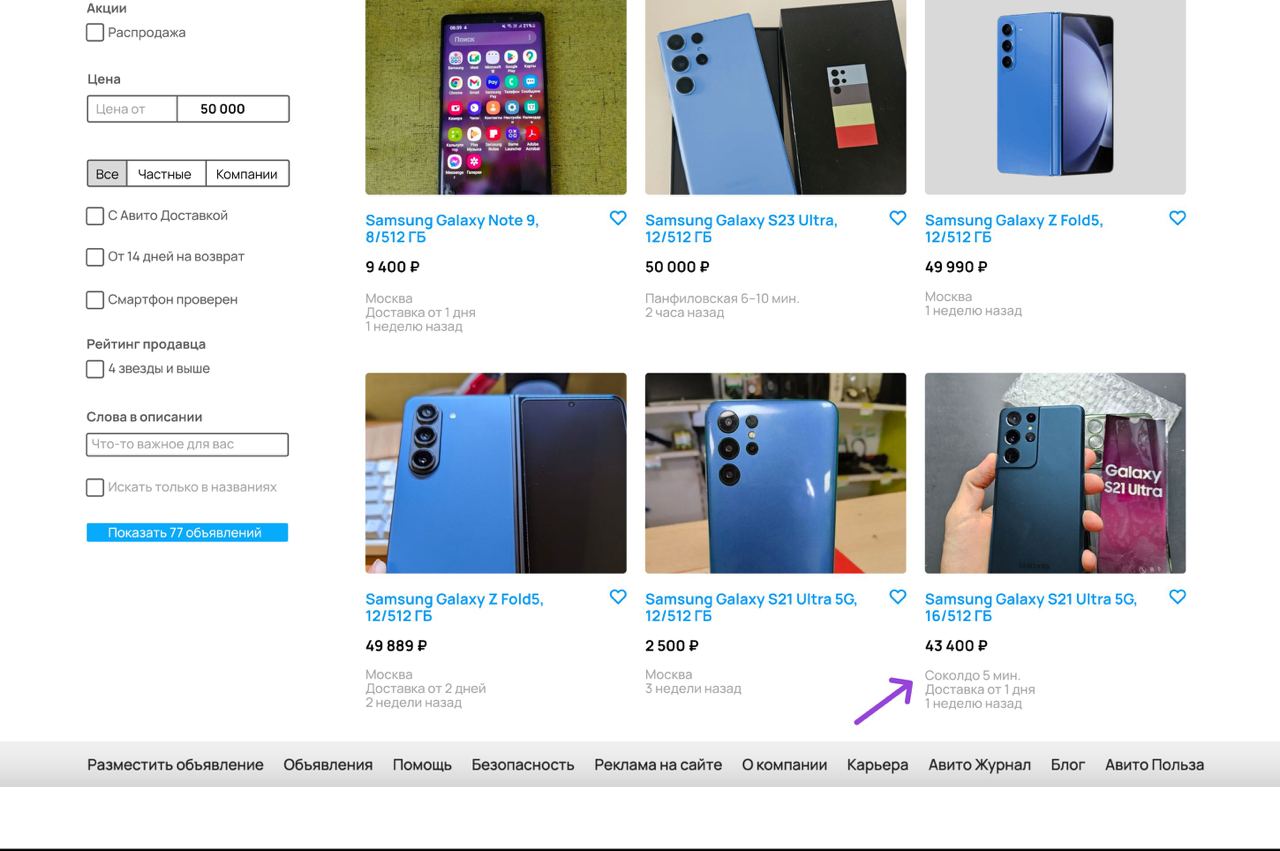 Акции
Распродажа
Цена
Цена от
50 000
Все
Частные
Компании
С Авито Доставкой
От 14 дней на возврат
Смартфон проверен
Рейтинг продавца
4 звезды и выше
Слова в описании
Что-то важное для вас
Искать только в названиях
Показать 77 объявлений
Поиск
Samsung Galaxy Note 9,
8/512 ГБ
9 400 ₽
Москва
Доставка от 1 дня
1 неделю назад
Samsung Galaxy S23 Ultra,
12/512 ГБ
50 000 ₽
Панфиловская 6–10 мин.
2 часа назад
Samsung Galaxy Z Fold5,
12/512 ГБ
49 990 ₽
Москва
1 неделю назад
Samsung Galaxy Z Fold5,
12/512 ГБ
49 889 ₽
Москва
Доставка от 2 дней
2 недели назад
Samsung Galaxy S21 Ultra 5G,
12/512 ГБ
2 500 ₽
Москва
3 недели назад
Galaxy
S21 Ultra
Samsung Galaxy S21 Ultra 5G,
16/512 ГБ
43 400 ₽
Соколдо 5 мин.
Доставка от 1 дня
1 неделю назад
Разместить объявление
Объявления
Помощь
Безопасность
Реклама на сайте
О компании
Карьера
Авито Журнал
Блог
Авито Польза